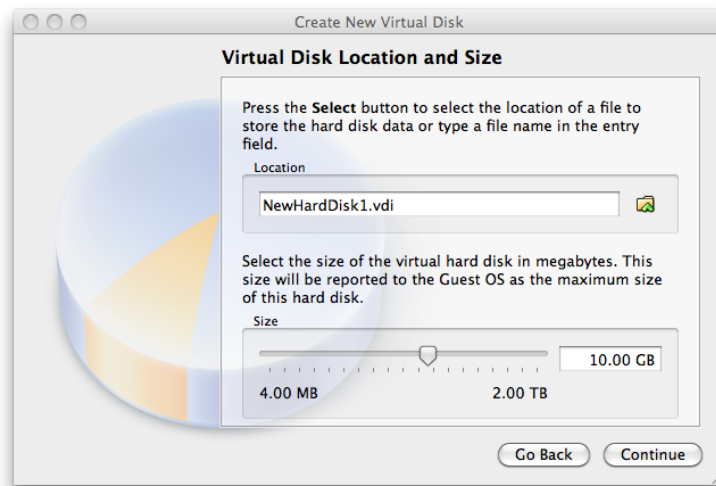 Create New Virtual Disk
Virtual Disk Location and Size
Press the Select button to select the location of a file to
store the hard disk data or type a file name in the entry
field.
Location
NewHardDisk1.vdi
Select the size of the virtual hard disk in megabytes. This
size will be reported to the Guest OS as the maximum size
of this hard disk.
Size
10.00 GB
4.00 MB 2.00 TB
Go Back Continue